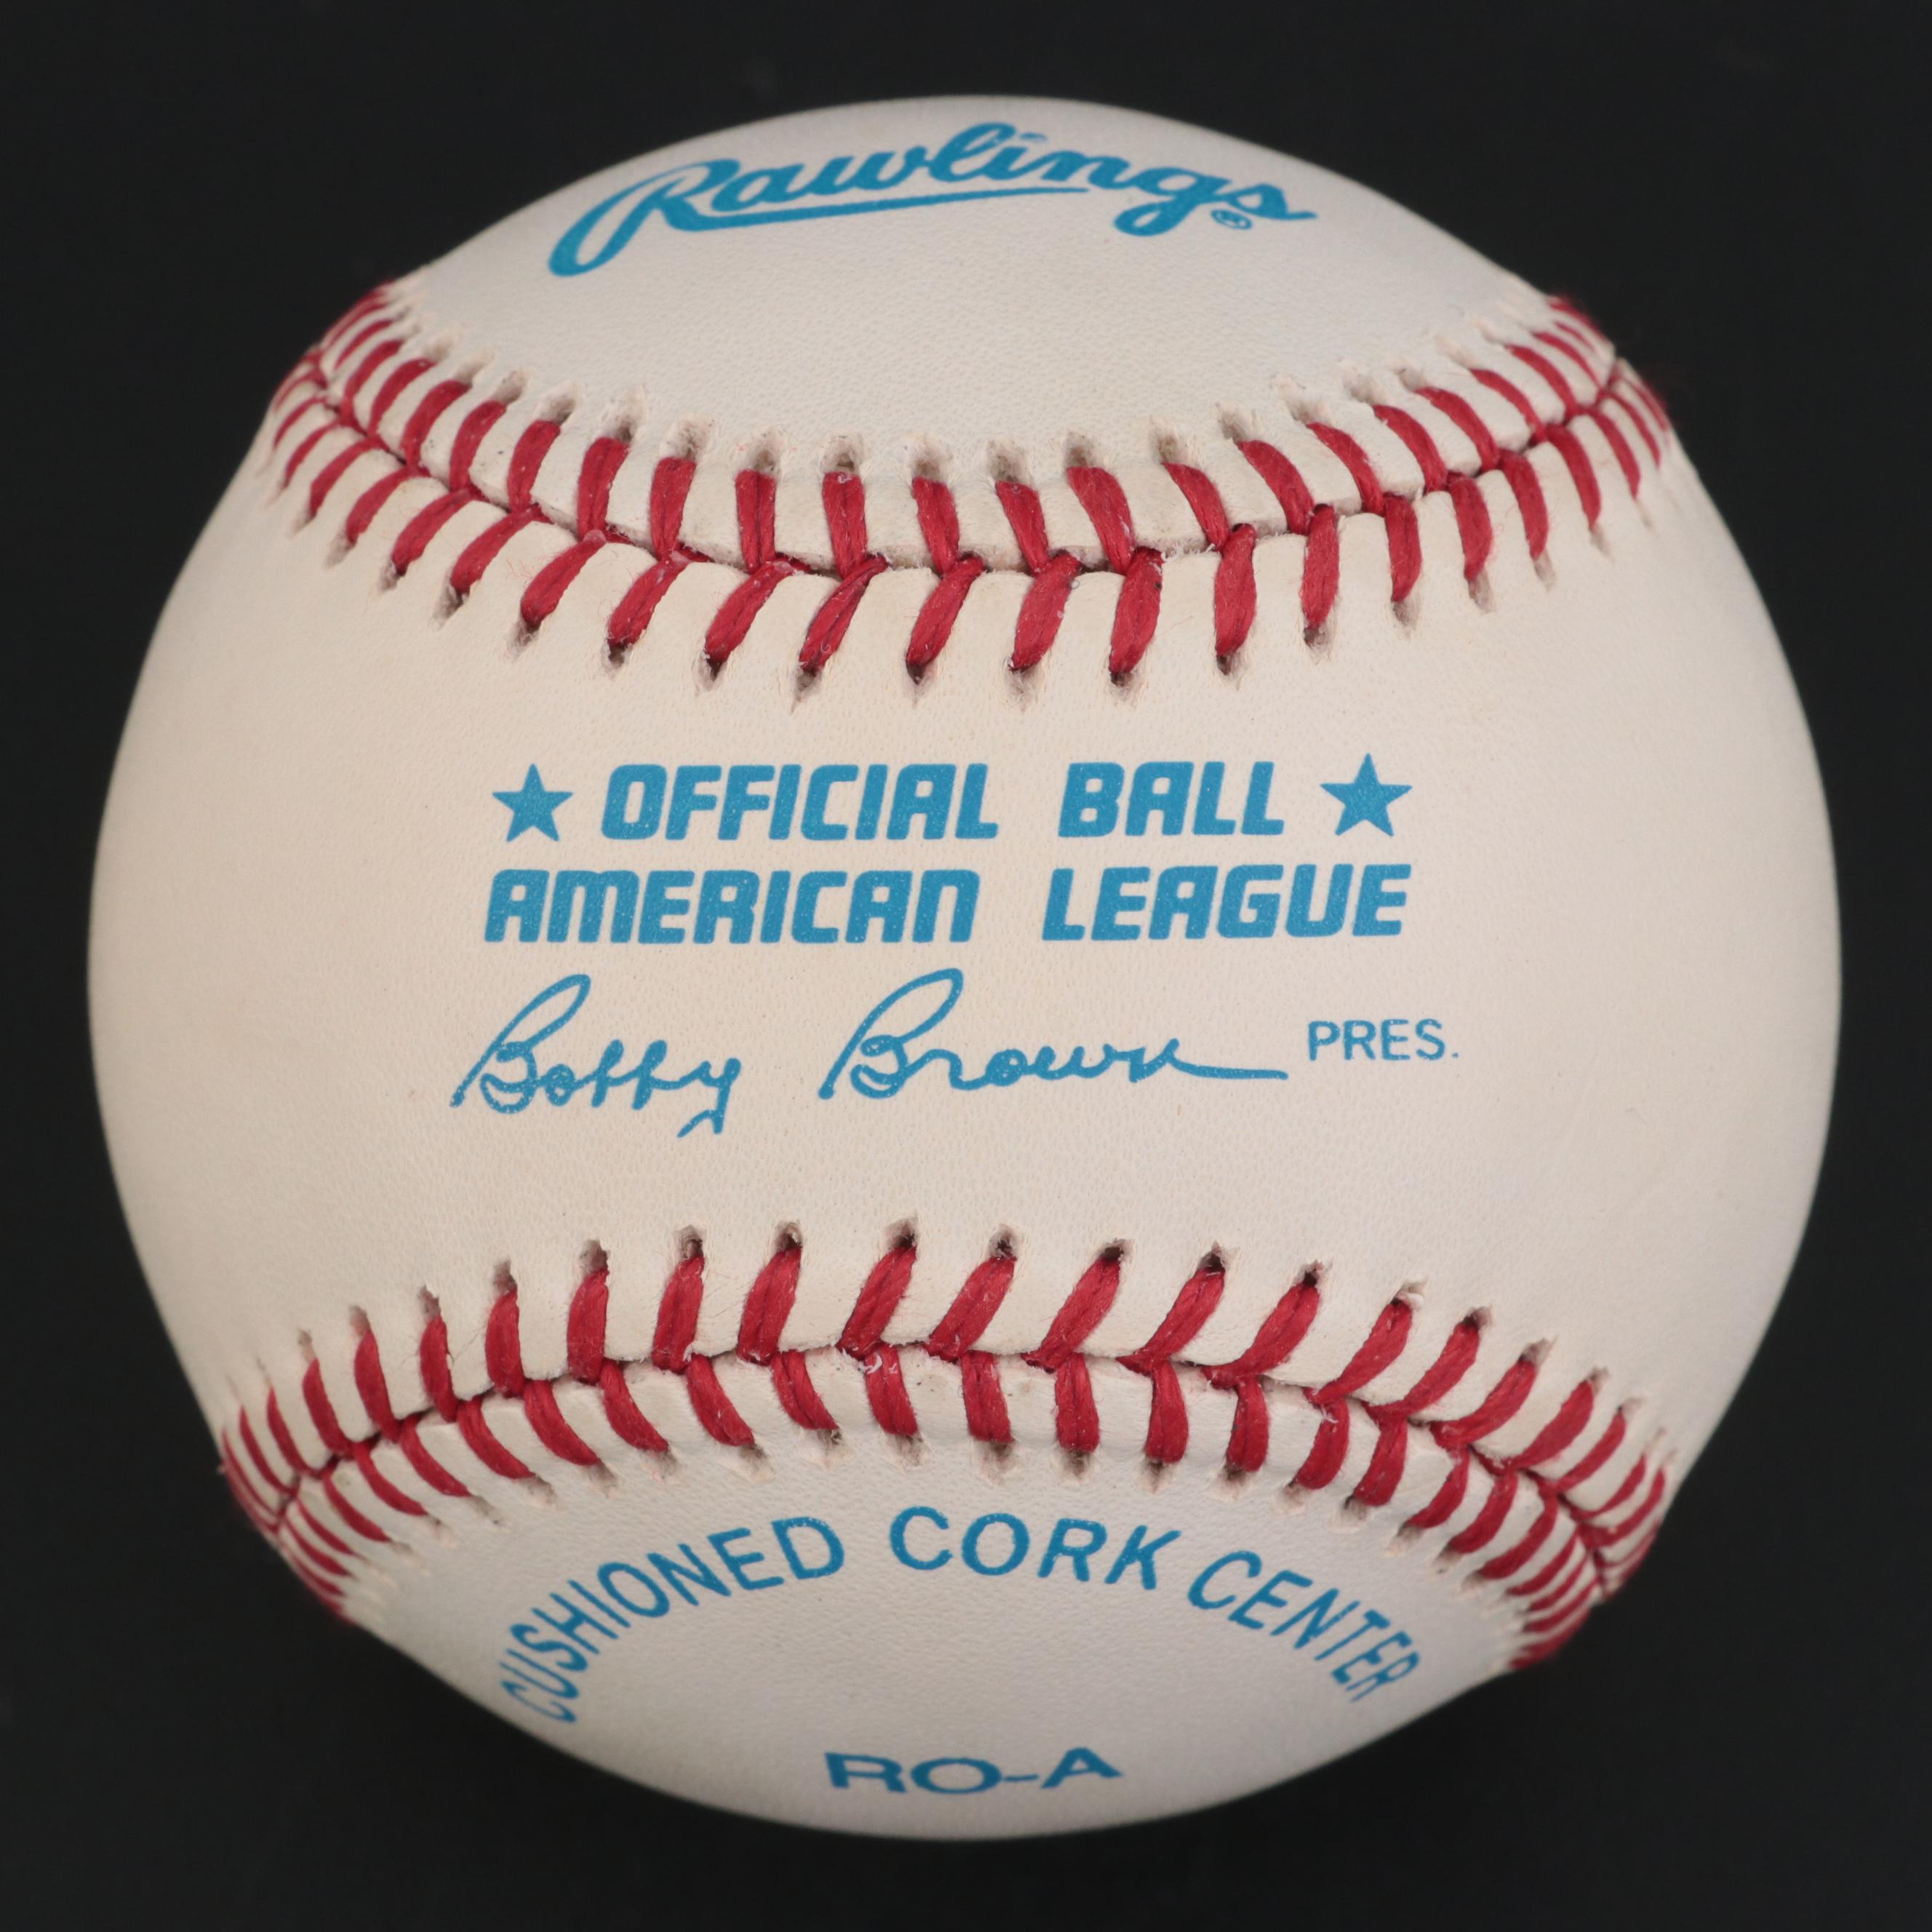 Rawlings®
★ OFFICIAL BALL ★
AMERICAN LEAGUE
Bobby Brown PRES.
CUSHIONED CORK CENTER
RO-A